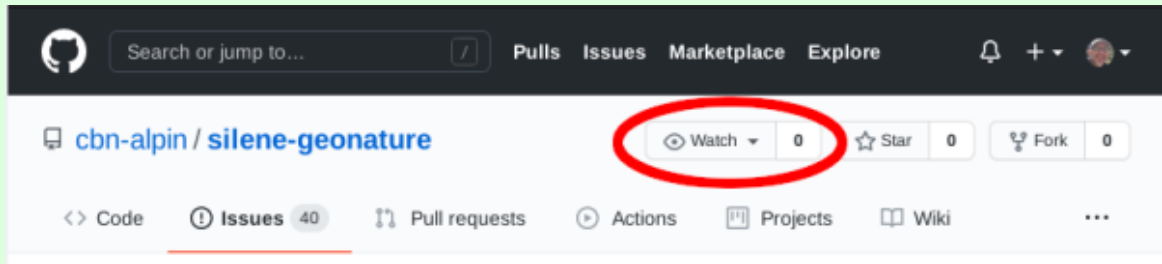 Search or jump to... / Pulls Issues Marketplace Explore
cbn-alpin / silene-geonature Watch 0 Star 0 Fork 0
Code Issues 40 Pull requests Actions Projects Wiki ...